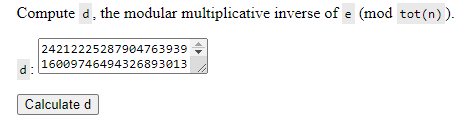 Compute d, the modular multiplicative inverse of e (mod tot(n)).
24212225287904763939
d: 16009746494326893013
Calculate d